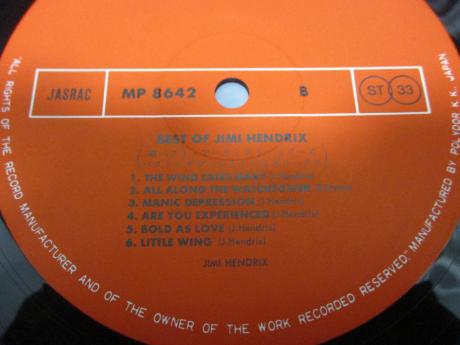 JASRAC
MP 8642
B
ST 33
BEST OF JIMI HENDRIX
1. THE WIND CRIES MARY (J.Hendrix)
2. ALL ALONG THE WATCHTOWER
3. MANIC DEPRESSION (J.Hendrix)
4. ARE YOU EXPERIENCED (J.Hendrix)
5. BOLD AS LOVE (J.Hendrix)
6. LITTLE WING (J.Hendrix)
JIMI HENDRIX
"ALL RIGHTS OF THE RECORD MANUFACTURER AND OF THE OWNER OF THE WORK RECORDED RESERVED" MANUFACTURED BY POLYDOR K.K., JAPAN.